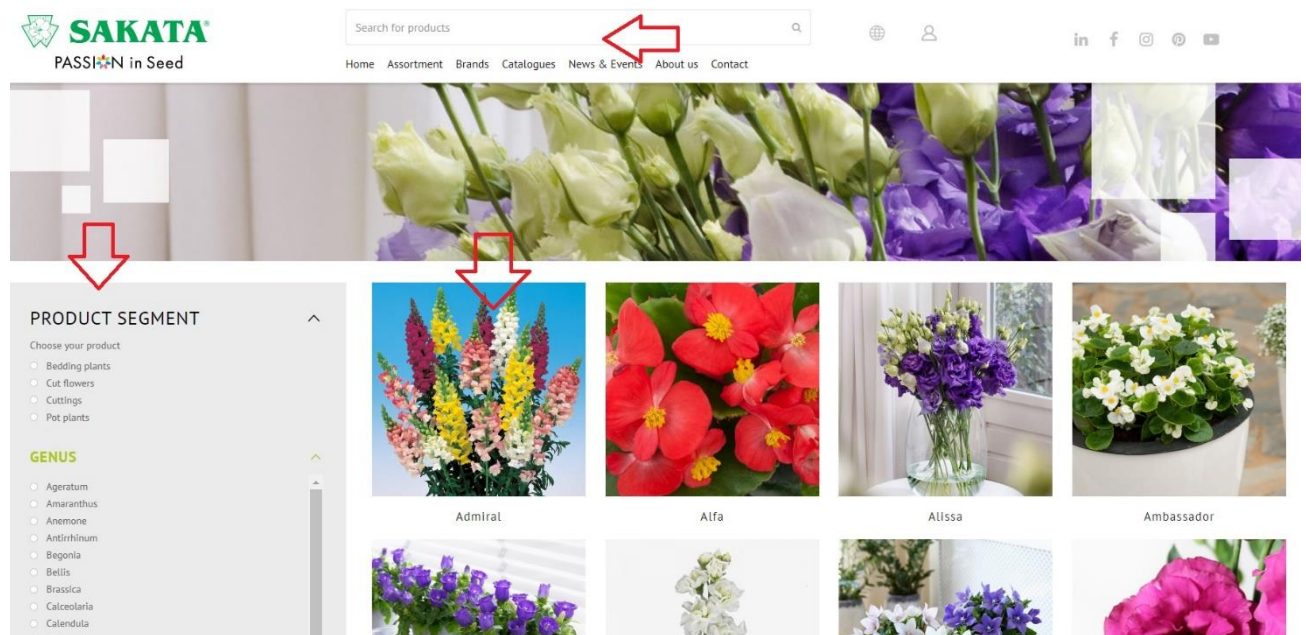 SAKATA®
PASSION in Seed
Search for products
Home Assortment Brands Catalogues News & Events About us Contact
PRODUCT SEGMENT
Choose your product
Bedding plants
Cut flowers
Cuttings
Pot plants
GENUS
Ageratum
Amaranthus
Anemone
Antirrhinum
Begonia
Bellis
Brassica
Calceolaria
Calendula
Admiral
Alfa
Alissa
Ambassador